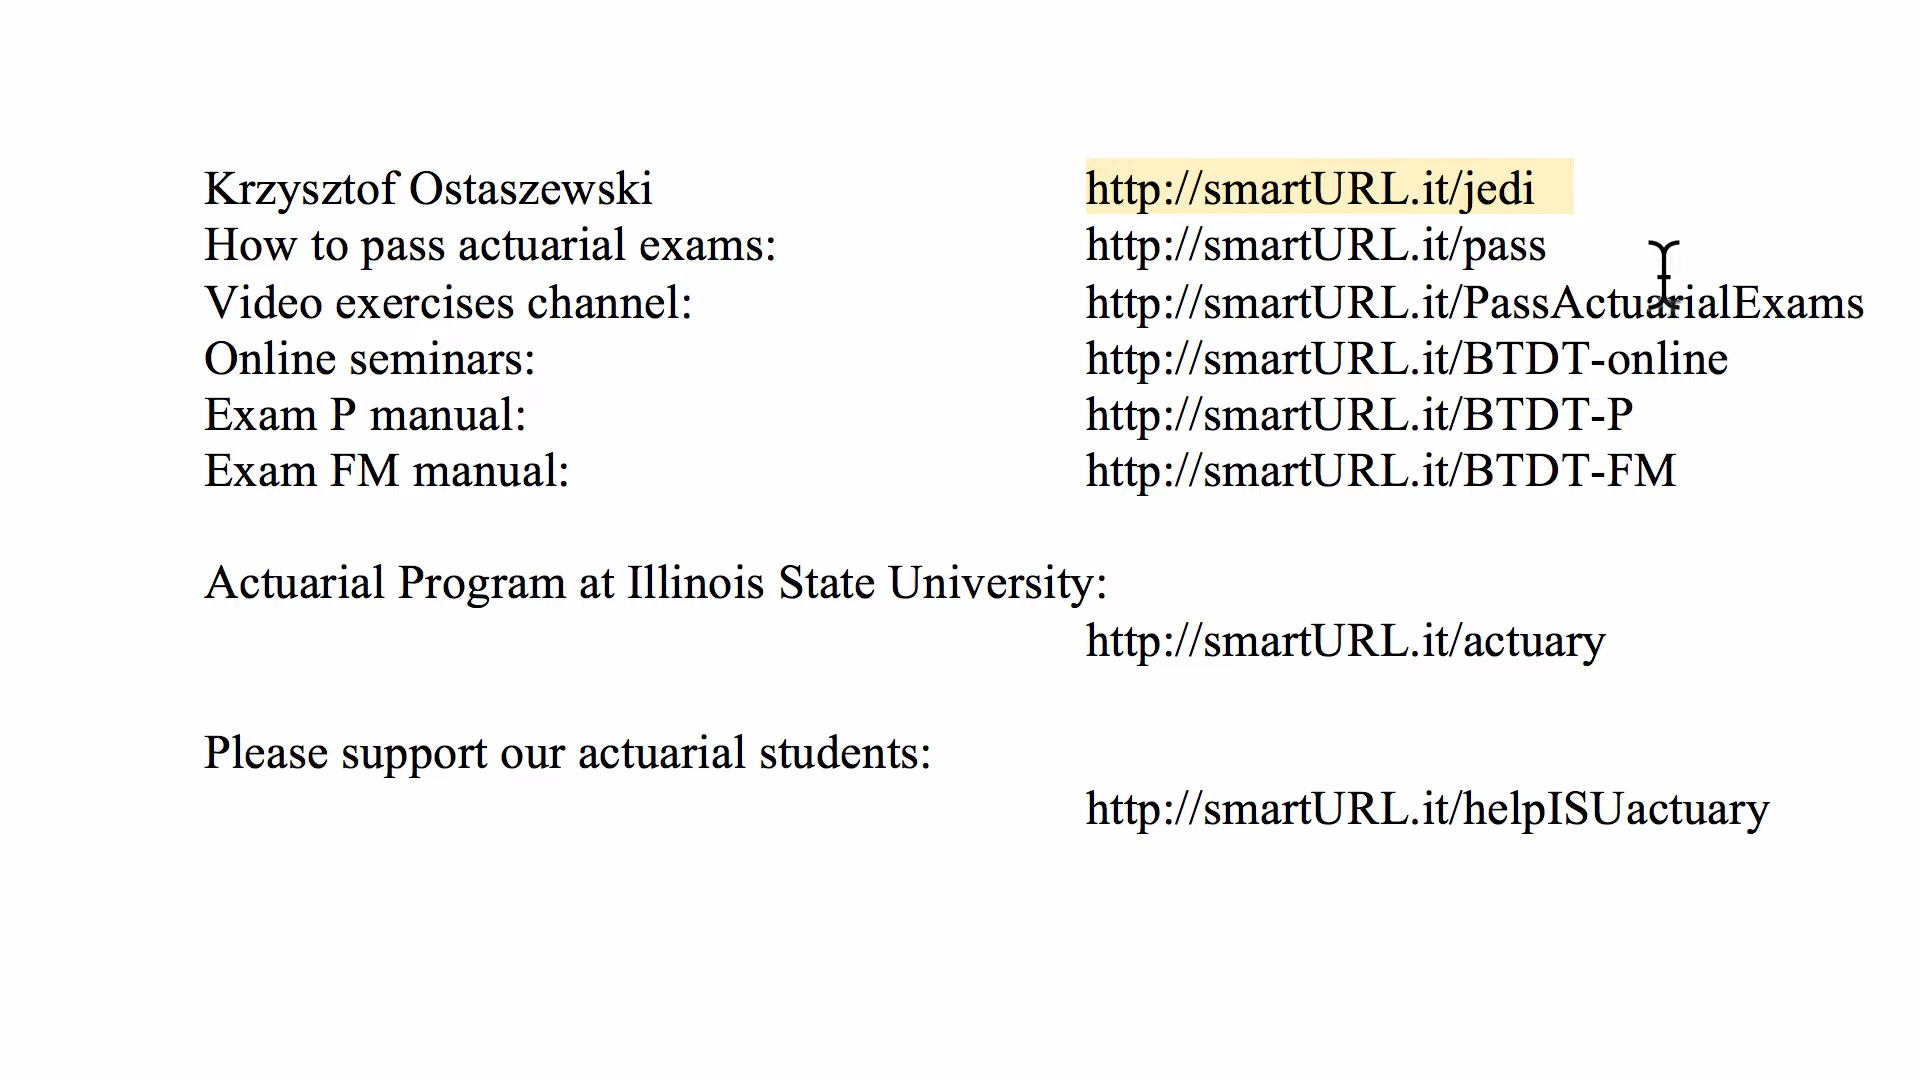 Krzysztof Ostaszewski http://smartURL.it/jedi
How to pass actuarial exams: http://smartURL.it/pass
Video exercises channel: http://smartURL.it/PassActuarialExams
Online seminars: http://smartURL.it/BTDT-online
Exam P manual: http://smartURL.it/BTDT-P
Exam FM manual: http://smartURL.it/BTDT-FM
Actuarial Program at Illinois State University:
http://smartURL.it/actuary
Please support our actuarial students:
http://smartURL.it/helpISUactuary